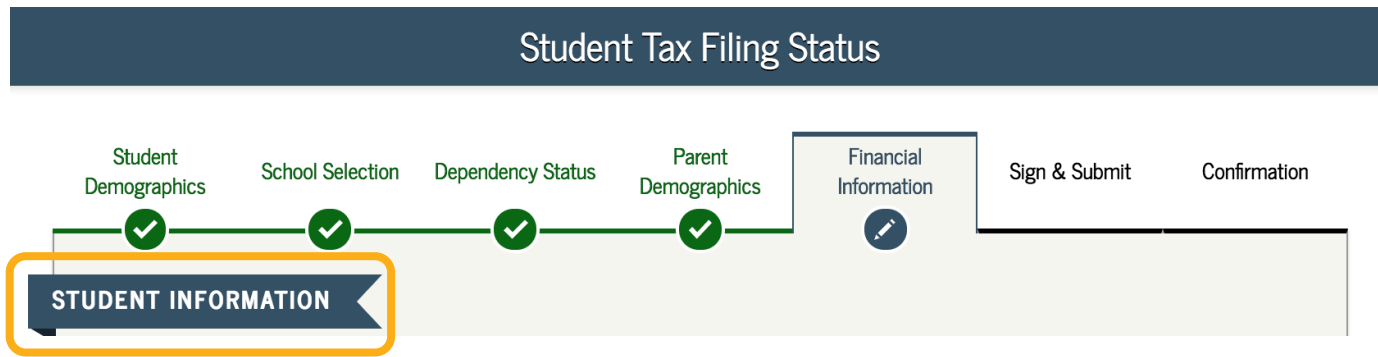 Student Tax Filing Status
Student
Demographics
School Selection
Dependency Status
Parent
Demographics
Financial
Information
Sign & Submit
Confirmation
STUDENT INFORMATION